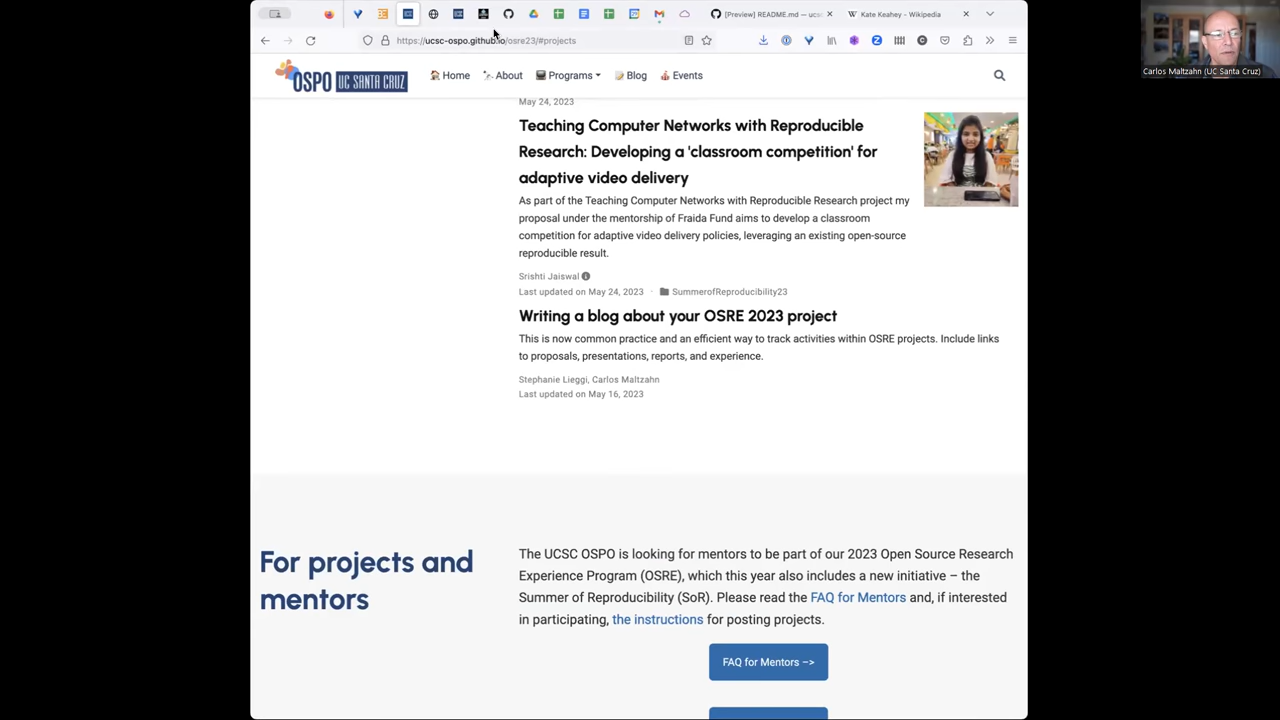 [Preview] README.md — ucs
Kate Keahey - Wikipedia
https://ucsc-ospo.github.io/osre23/#projects
OSPO UC SANTA CRUZ
Home
About
Programs
Blog
Events
May 24, 2023
Teaching Computer Networks with Reproducible
Research: Developing a 'classroom competition' for
adaptive video delivery
As part of the Teaching Computer Networks with Reproducible Research project my
proposal under the mentorship of Fraida Fund aims to develop a classroom
competition for adaptive video delivery policies, leveraging an existing open-source
reproducible result.
Srishti Jaiswal
Last updated on May 24, 2023 · SummerofReproducibility23
Writing a blog about your OSRE 2023 project
This is now common practice and an efficient way to track activities within OSRE projects. Include links
to proposals, presentations, reports, and experience.
Stephanie Lieggi, Carlos Maltzahn
Last updated on May 16, 2023
For projects and
mentors
The UCSC OSPO is looking for mentors to be part of our 2023 Open Source Research
Experience Program (OSRE), which this year also includes a new initiative – the
Summer of Reproducibility (SoR). Please read the FAQ for Mentors and, if interested
in participating, the instructions for posting projects.
FAQ for Mentors –>
Carlos Maltzahn (UC Santa Cruz)